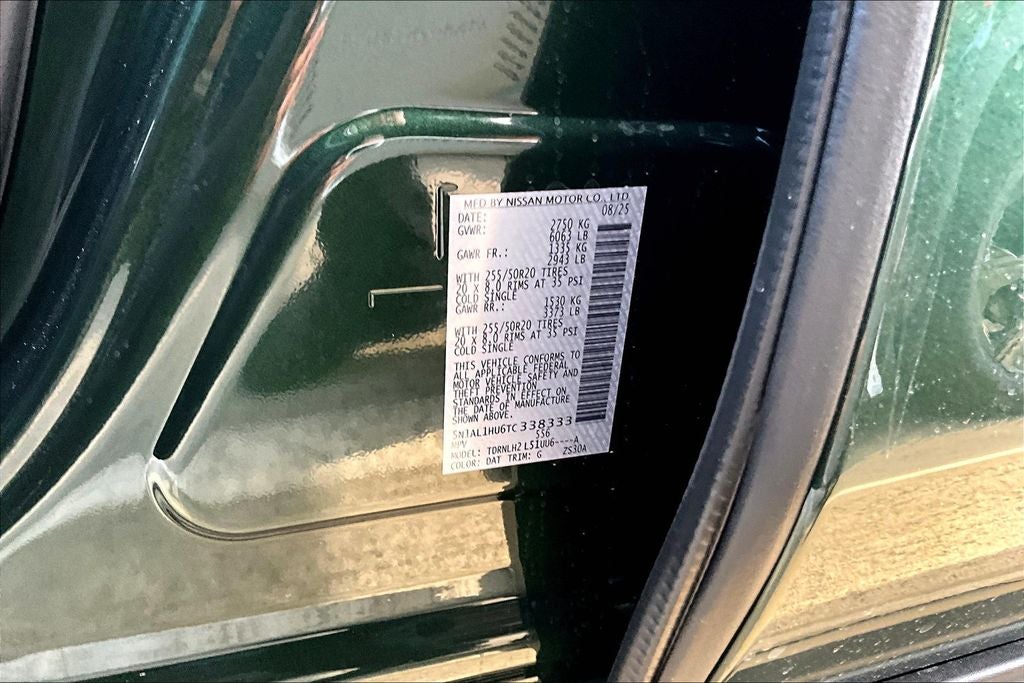 MFD BY NISSAN MOTOR CO., LTD
DATE: 08/25
GVWR: 2750 KG
6063 LB
GAWR FR.: 1335 KG
2943 LB
WITH 255/50R20 TIRES
20 X 8.0 RIMS AT 35 PSI
COLD SINGLE
GAWR RR.: 1530 KG
3373 LB
WITH 255/50R20 TIRES
20 X 8.0 RIMS AT 35 PSI
COLD SINGLE
THIS VEHICLE CONFORMS TO
ALL APPLICABLE FEDERAL
MOTOR VEHICLE SAFETY AND
THEFT PREVENTION
STANDARDS IN EFFECT ON
THE DATE OF MANUFACTURE
SHOWN ABOVE.
5N1AL1HU6TC338333
MPV 556
MODEL: TDRNLH2 L51UU6----A
COLOR: DAT TRIM: G ZS30A